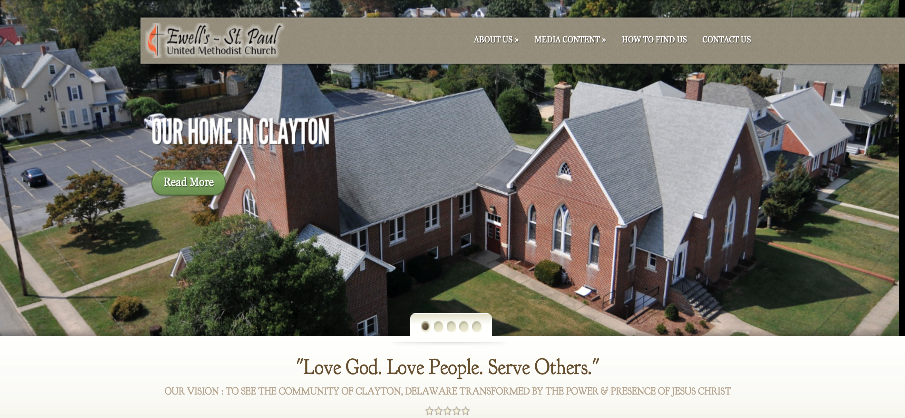 Ewell's - St. Paul
United Methodist Church
ABOUT US »
MEDIA CONTENT »
HOW TO FIND US
CONTACT US
OUR HOME IN CLAYTON
Read More
"Love God. Love People. Serve Others."
OUR VISION : TO SEE THE COMMUNITY OF CLAYTON, DELAWARE TRANSFORMED BY THE POWER & PRESENCE OF JESUS CHRIST